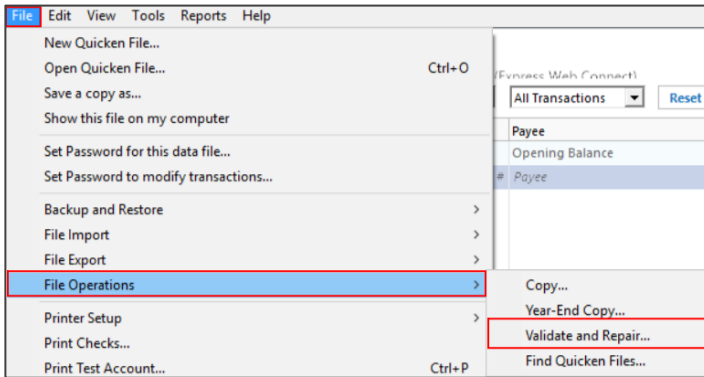 File Edit View Tools Reports Help
New Quicken File...
Open Quicken File... Ctrl+O
Save a copy as...
Show this file on my computer
Set Password for this data file...
Set Password to modify transactions...
Backup and Restore >
File Import >
File Export >
File Operations >
Printer Setup >
Print Checks...
Print Test Account... Ctrl+P
(Express Web Connect)
All Transactions Reset
Payee
Opening Balance
# Payee
Copy...
Year-End Copy...
Validate and Repair...
Find Quicken Files...